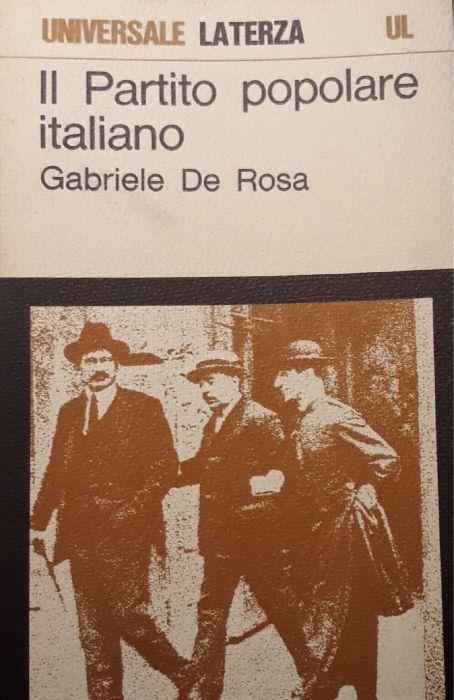 UNIVERSALE LATERZA UL
Il Partito popolare
italiano
Gabriele De Rosa